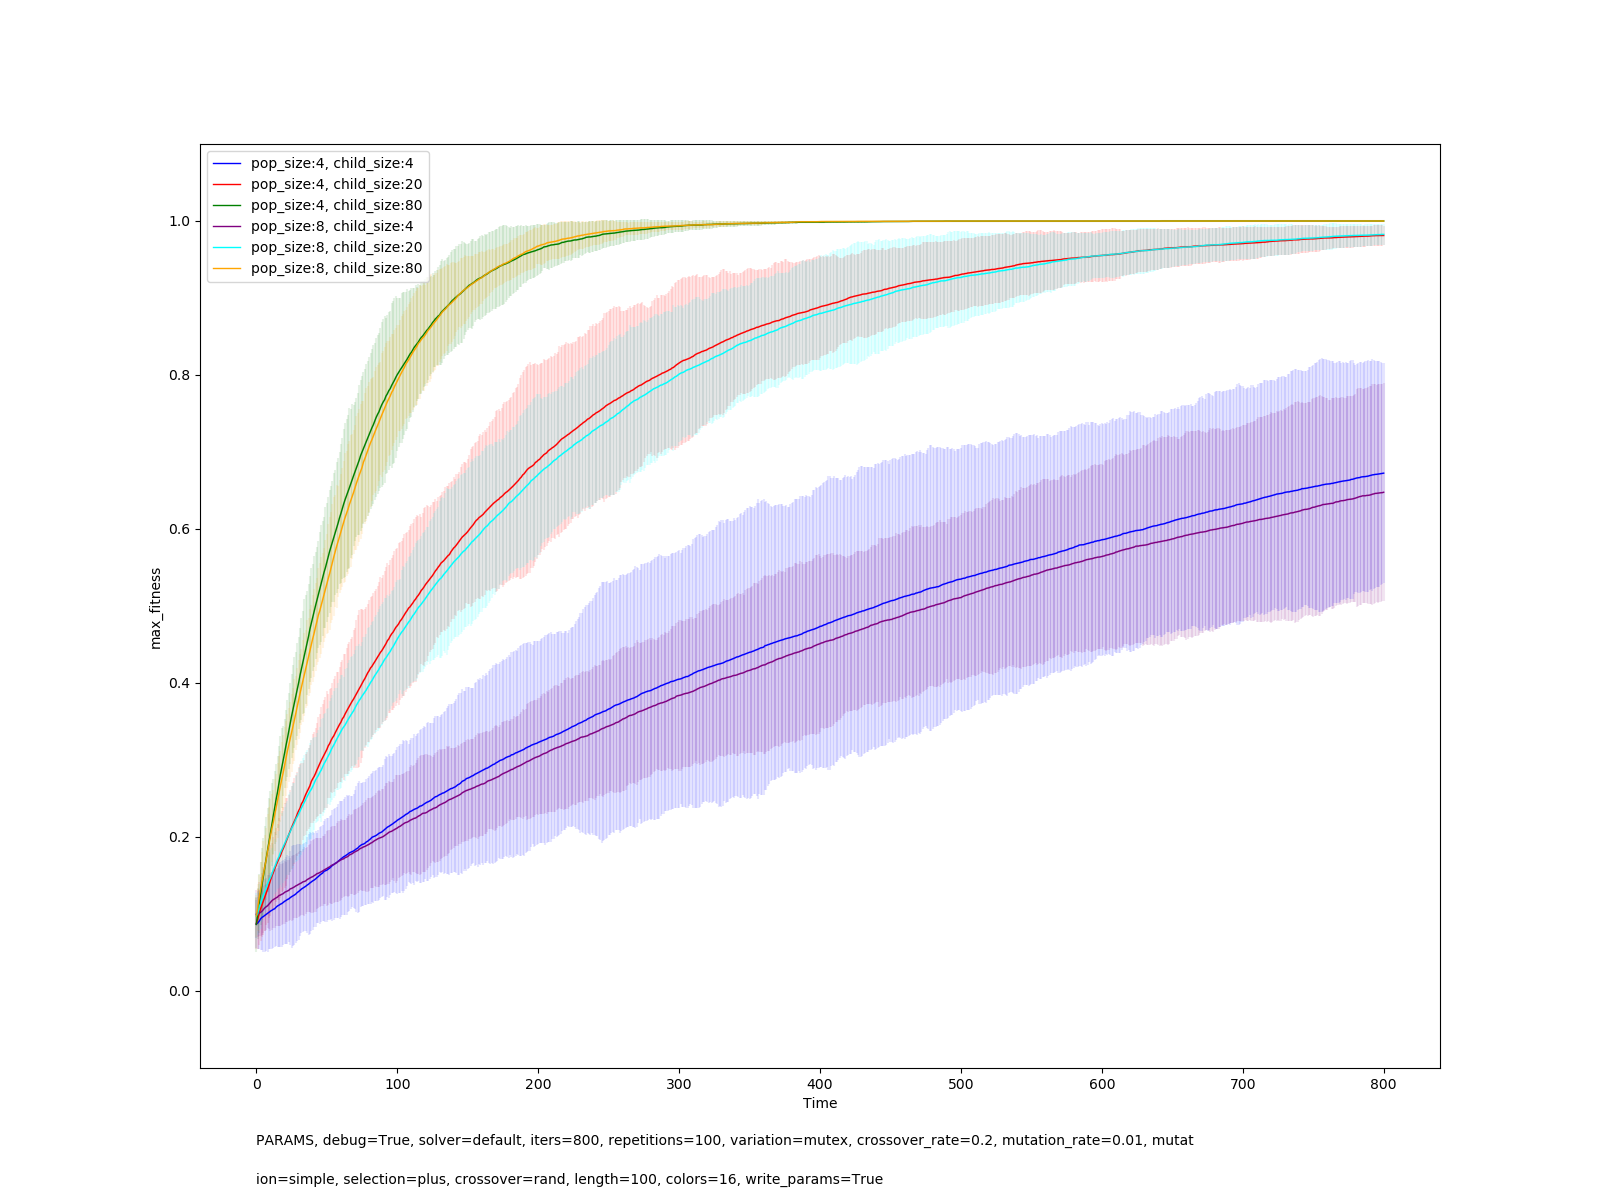 pop_size:4, child_size:4
pop_size:4, child_size:20
pop_size:4, child_size:80
pop_size:8, child_size:4
pop_size:8, child_size:20
pop_size:8, child_size:80
1.0
0.8
0.6
0.4
0.2
0.0
max_fitness
0 100 200 300 400 500 600 700 800
Time
PARAMS, debug=True, solver=default, iters=800, repetitions=100, variation=mutex, crossover_rate=0.2, mutation_rate=0.01, mutat
ion=simple, selection=plus, crossover=rand, length=100, colors=16, write_params=True